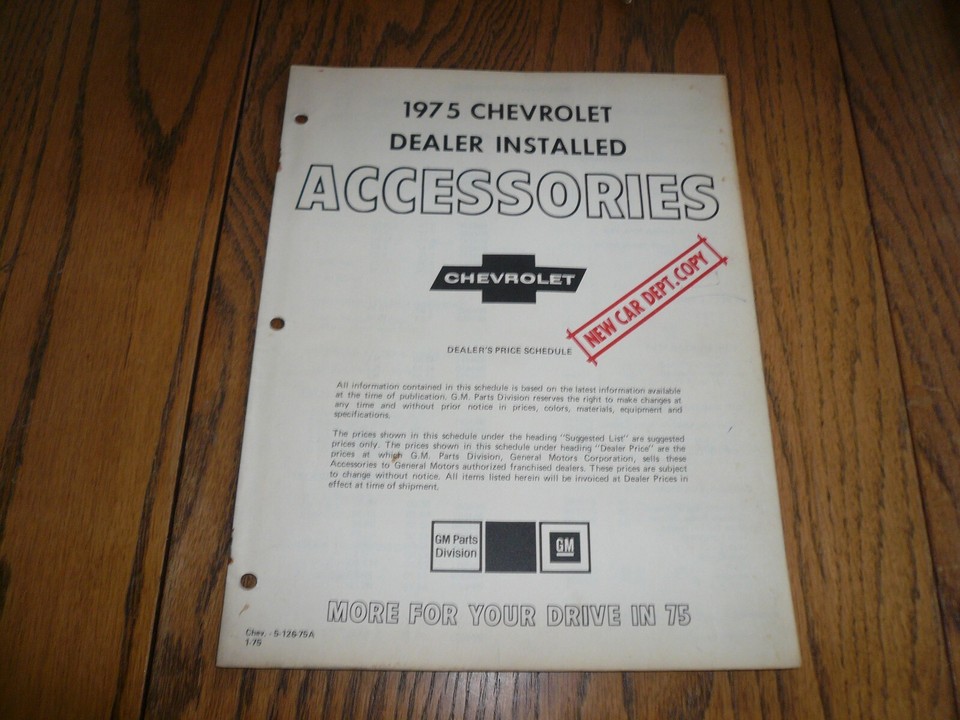 1975 CHEVROLET
DEALER INSTALLED
ACCESSORIES
CHEVROLET
NEW CAR DEPT. COPY
DEALER'S PRICE SCHEDULE
All information contained in this schedule is based on the latest information available
at the time of publication. G.M. Parts Division reserves the right to make changes at
any time and without prior notice in prices, colors, materials, equipment and
specifications.
The prices shown in this schedule under the heading "Suggested List" are suggested
prices only. The prices shown in this schedule under heading "Dealer Price" are the
prices at which G.M. Parts Division, General Motors Corporation, sells these
Accessories to General Motors authorized franchised dealers. These prices are subject
to change without notice. All items listed herein will be invoiced at Dealer Prices in
effect at time of shipment.
GM Parts
Division
GM
MORE FOR YOUR DRIVE IN 75
Chev. - S-126-75A
1-75